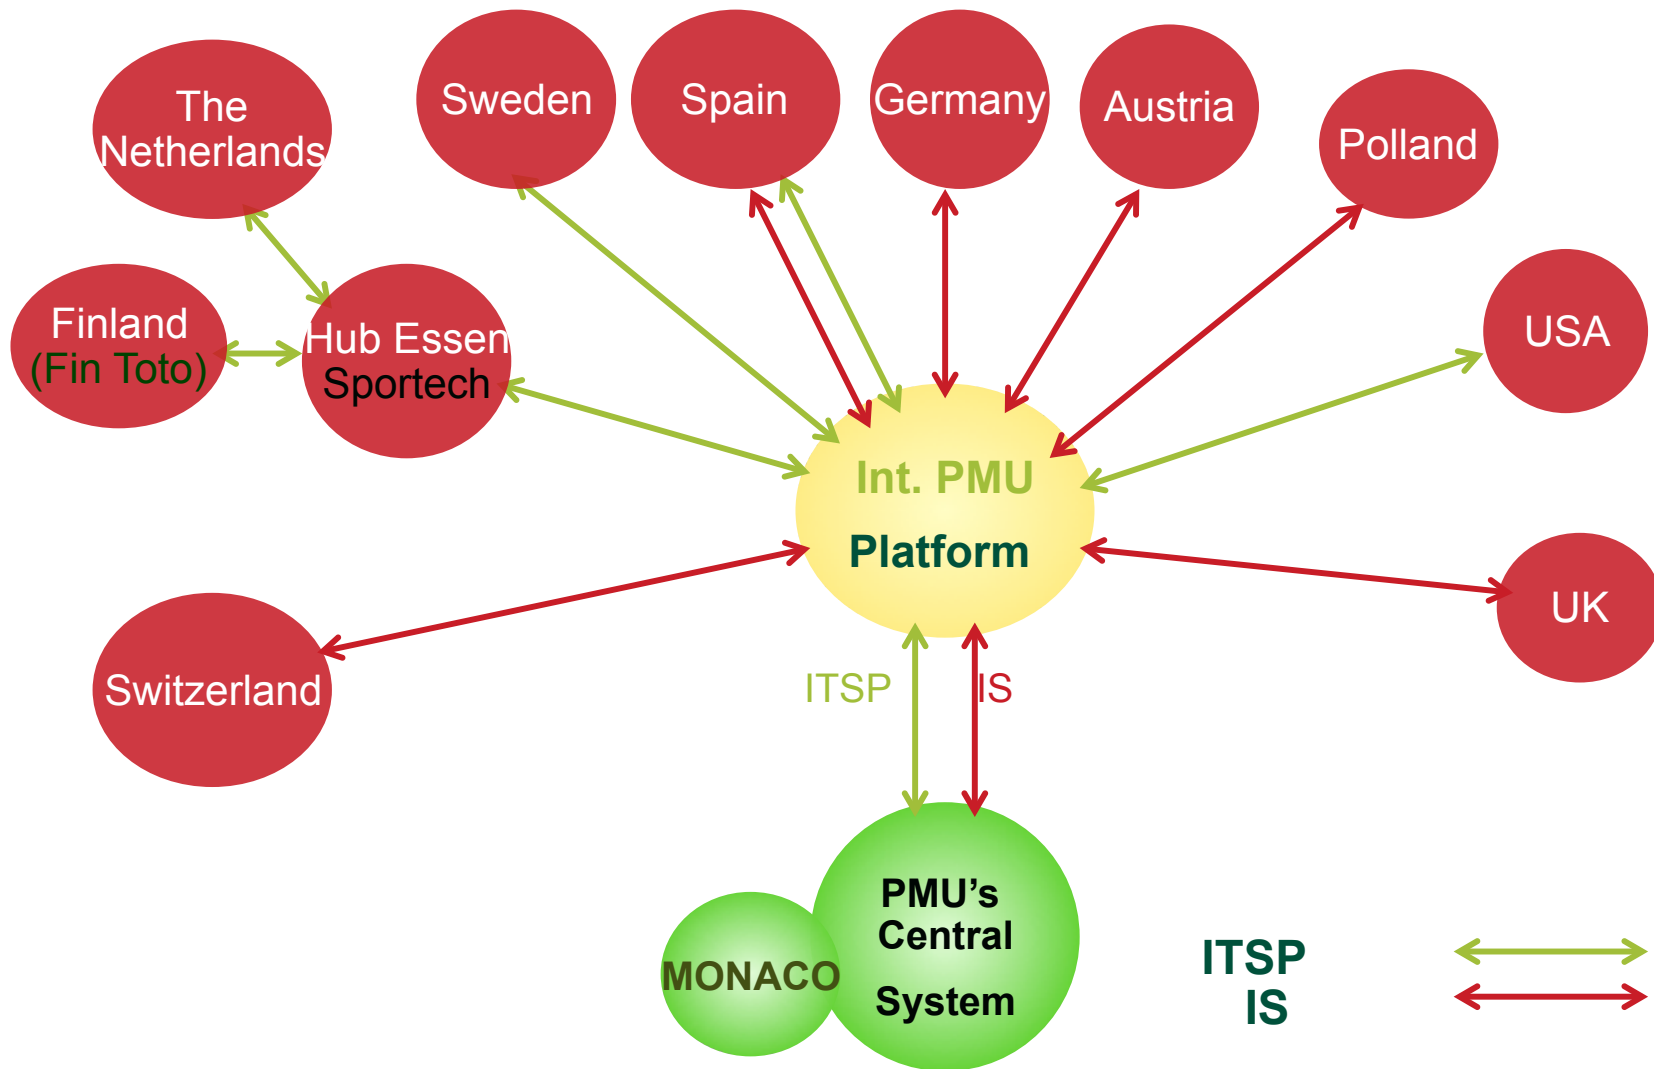 The
Netherlands
Sweden
Spain
Germany
Austria
Polland
Finland
(Fin Toto)
Hub Essen
Sportech
USA
Int. PMU
Platform
UK
Switzerland
ITSP
IS
PMU’s
Central
System
MONACO
ITSP
IS